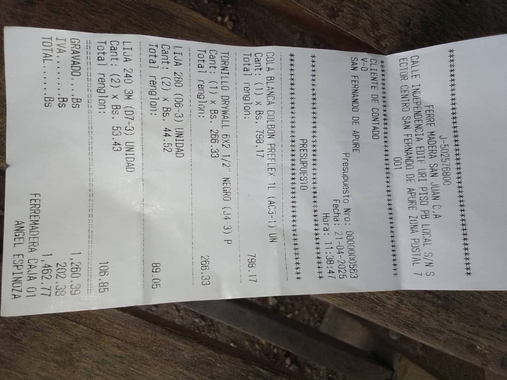 ************************************
FERRE MADERA SAN JUAN C.A
J-502576800
CALLE INDEPENDENCIA EDIF URI PISO PB LOCAL S/N S
ECTOR CENTRO SAN FERNANDO DE APURE ZONA POSTAL 7
001
************************************
CLIENTE DE CONTADO
V-0
SAN FERNANDO DE APURE
Presupuesto Nro: 0000000563
Fecha: 21-04-2025
Hora: 11:38:47
************************************
PRESUPUESTO
************************************
COLA BLANCA COLBON PREFLEX 1L (AC3-1) UN
Cant: (1) x Bs. 798.17
Total renglon: 798.17
TORNILLO DRYWALL 6X2.1/2" NEGRO (J4-3) P
Cant: (1) x Bs. 266.33
Total renglon: 266.33
LIJA 280 (D6-3) UNIDAD
Cant: (2) x Bs. 44.52
Total renglon: 89.05
LIJA 240 3M (D7-3) UNIDAD
Cant: (2) x Bs. 53.43
Total renglon: 106.85
GRAVADO....Bs 1.260.39
IVA........Bs 202.38
TOTAL......Bs 1.462.77
FERREMADERA CAJA 01
ANGEL ESPINOZA